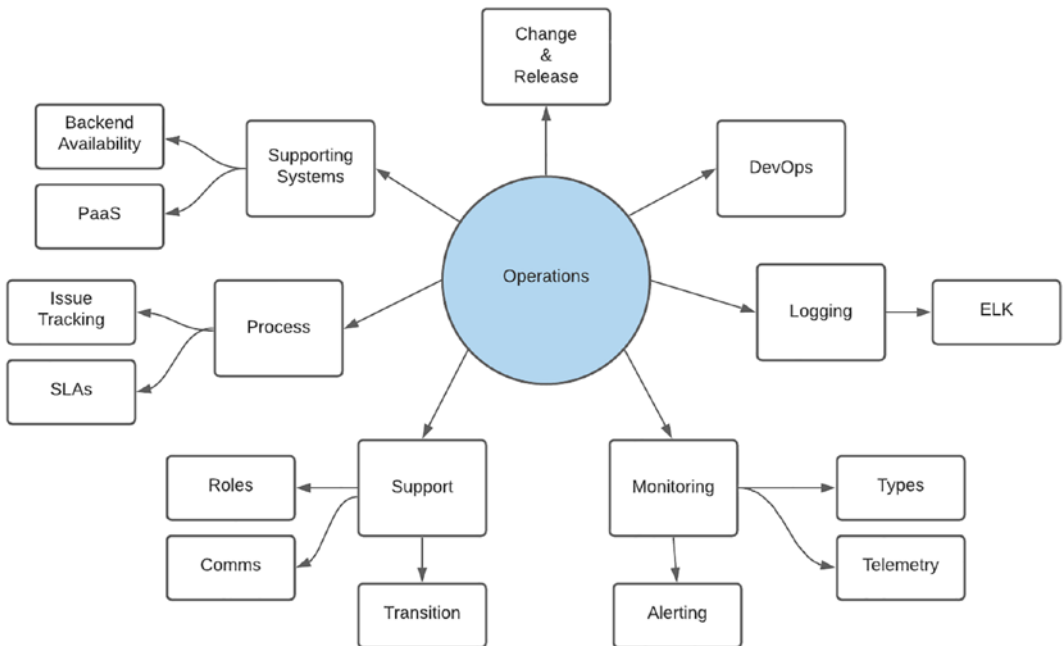 Change
&
Release
Backend
Availability
Supporting
Systems
DevOps
PaaS
Operations
Issue
Tracking
Process
Logging
ELK
SLAs
Roles
Support
Monitoring
Types
Comms
Telemetry
Transition
Alerting